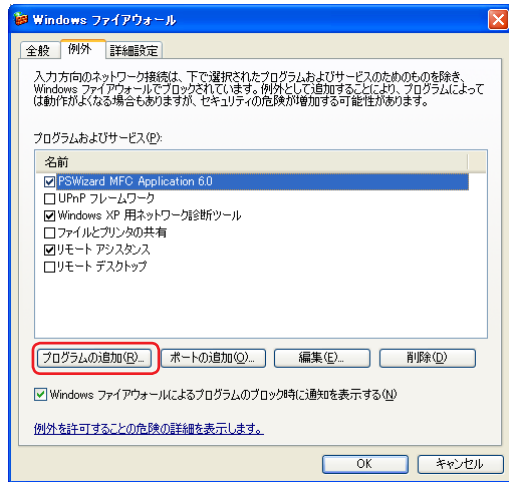 Windows ファイアウォール
全般 例外 詳細設定
入力方向のネットワーク接続は、下で選択されたプログラムおよびサービスのためのものを除き、
Windows ファイアウォールでブロックされています。例外として追加することにより、プログラムによって
は動作がよくなる場合もありますが、セキュリティの危険が増加する可能性があります。
プログラムおよびサービス(P):
名前
PSWizard MFC Application 6.0
UPnP フレームワーク
Windows XP 用ネットワーク診断ツール
ファイルとプリンタの共有
リモート アシスタンス
リモート デスクトップ
プログラムの追加(R)... ポートの追加(O)... 編集(E)... 削除(D)
Windows ファイアウォールによるプログラムのブロック時に通知を表示する(N)
例外を許可することの危険の詳細を表示します。
OK キャンセル